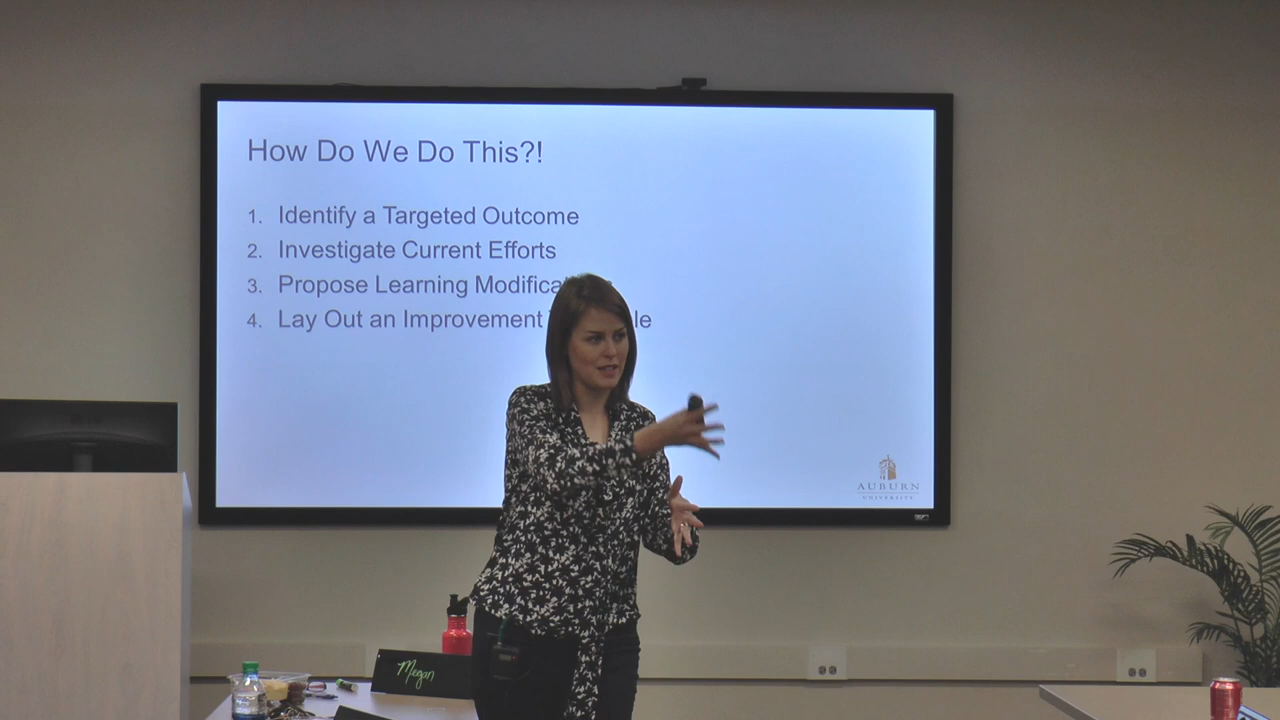 How Do We Do This?!
1. Identify a Targeted Outcome
2. Investigate Current Efforts
3. Propose Learning
4. Lay Out an Improvement
AUBURN
UNIVERSITY
Megan